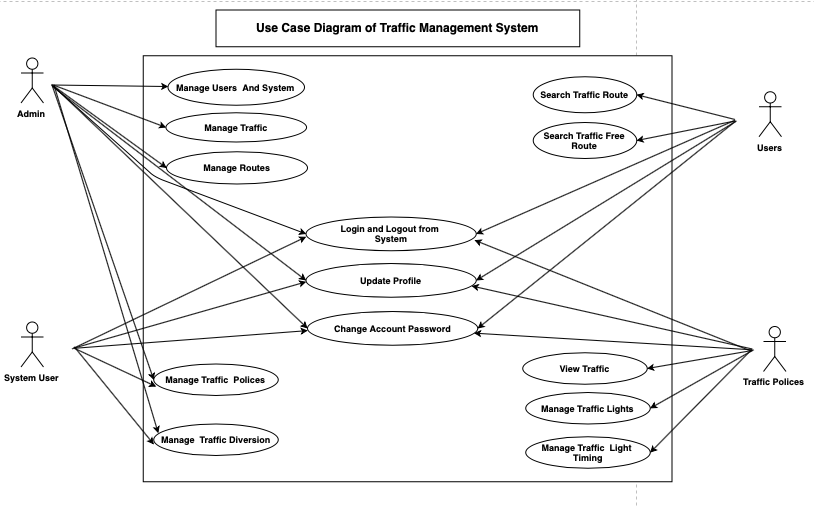 Use Case Diagram of Traffic Management System
Admin
Manage Users And System
Manage Traffic
Manage Routes
Search Traffic Route
Search Traffic Free
Route
Users
Login and Logout from
System
Update Profile
Change Account Password
System User
Manage Traffic Polices
Manage Traffic Diversion
View Traffic
Manage Traffic Lights
Manage Traffic Light
Timing
Traffic Polices